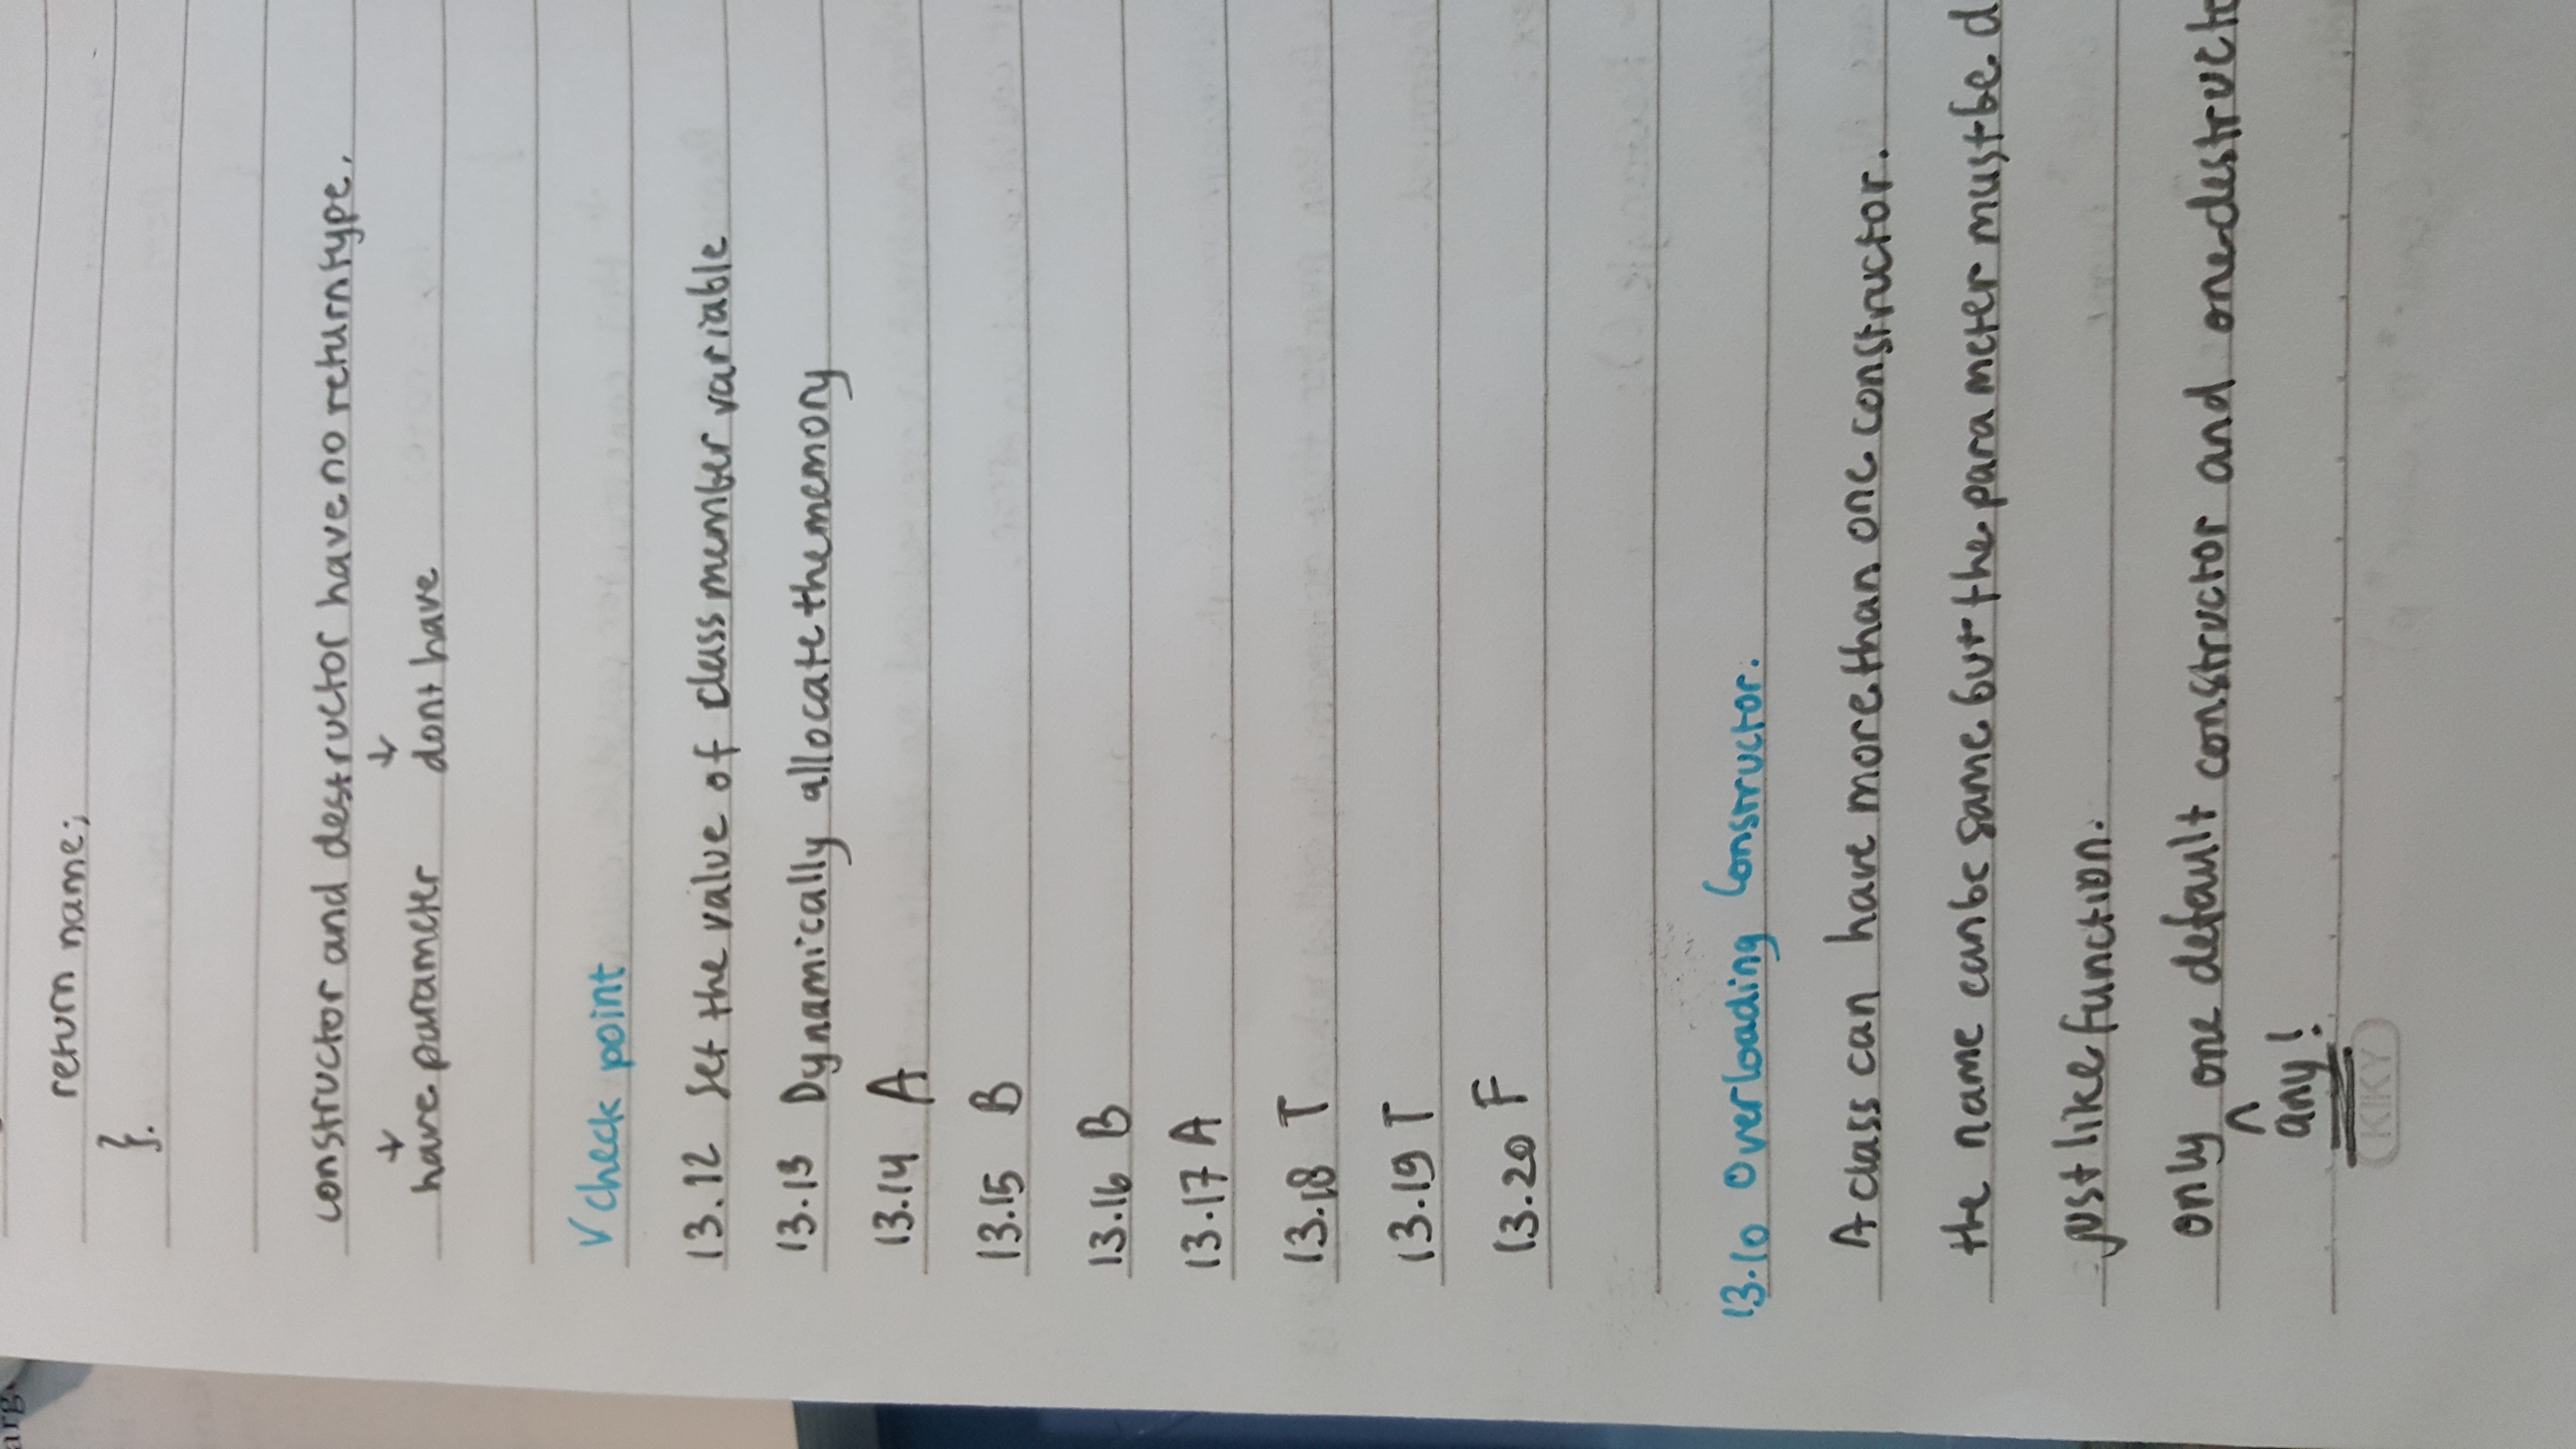 return name;
}.
constructor and destructor have no return type.
↓ ↓
have parameter dont have
√ check point
13.12 Set the value of class member variable
13.13 Dynamically allocate the memory
13.14 A
13.15 B
13.16 B
13.17 A
13.18 T
13.19 T
13.20 F
13.10 Overloading Constructor.
A class can have more than one constructor.
the name can be same but the parameter must be d
just like function.
only one default constructor and one destructo
^
any!
KIKY